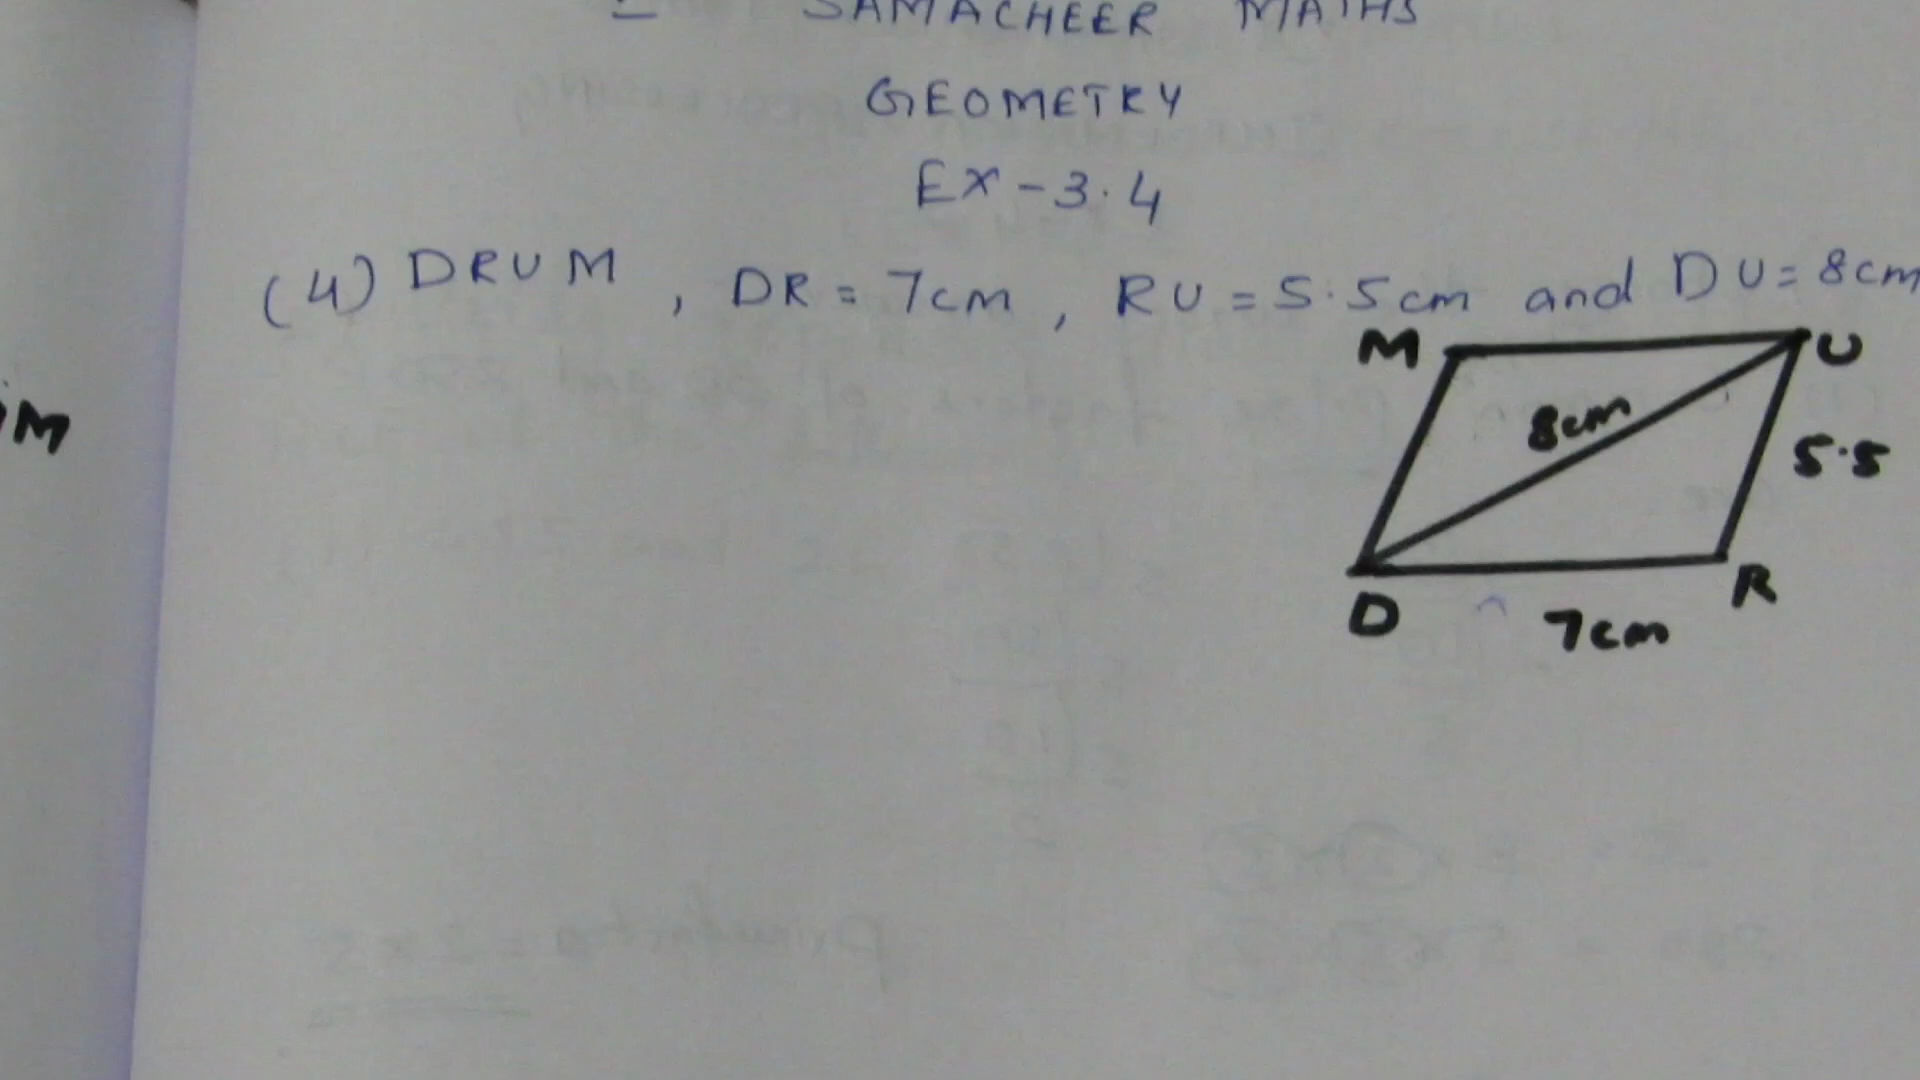 SAMACHEER MATHS
GEOMETRY
EX-3.4
(4) DRUM, DR = 7cm, RU = 5.5cm and DU = 8cm
M U
8cm
5.5
D R
7cm